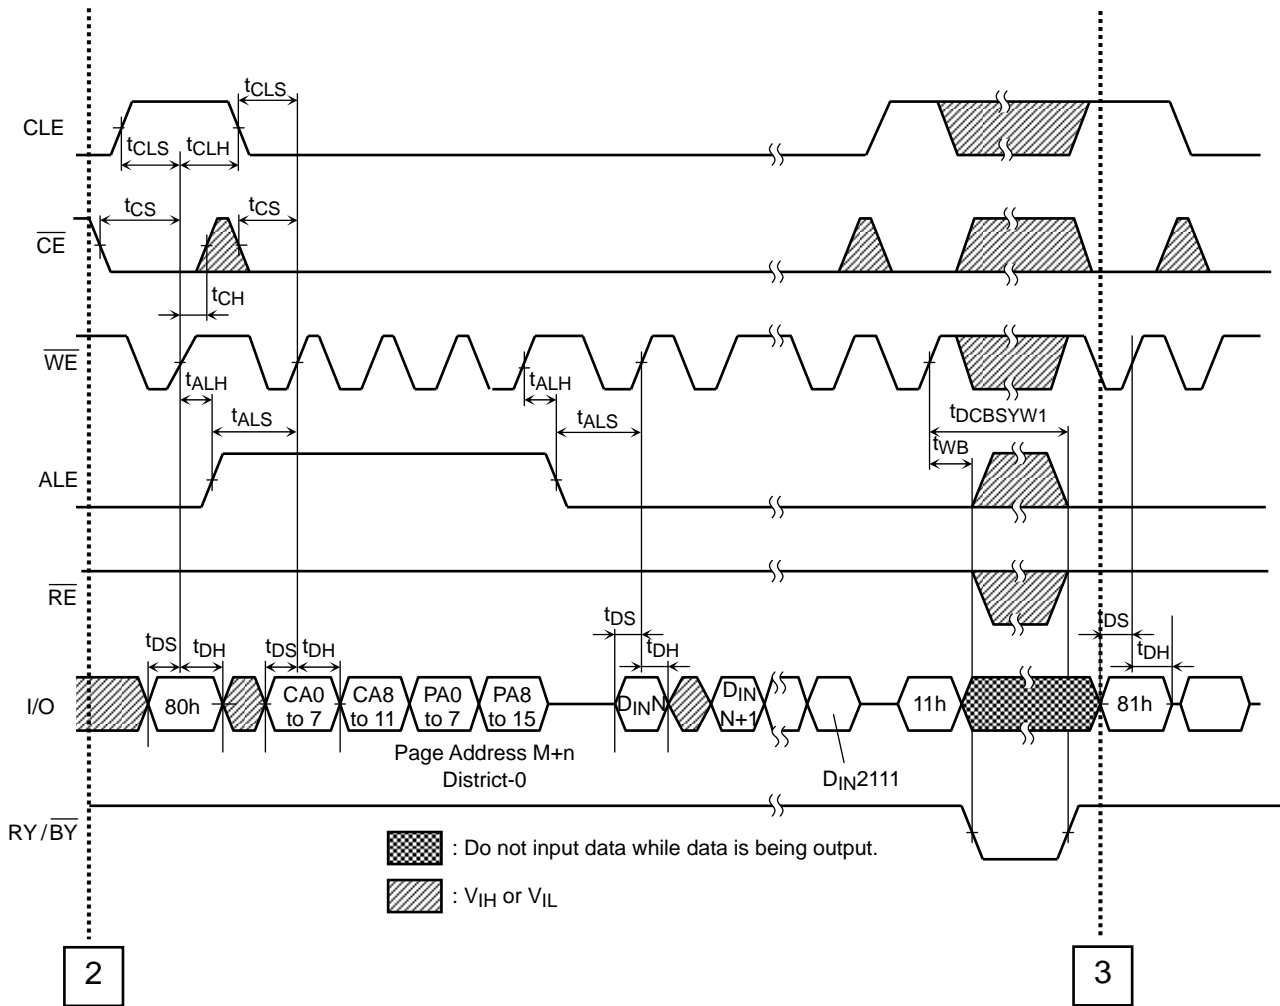 tCLS
CLE
tCLS
tCLH
tCS
tCS
CE
tCH
WE
tALH
tALH
tALS
tALS
tDCBSYW1
tWB
ALE
RE
tDS
tDH
tDS
tDH
tDS
tDH
DS
tDH
I/O
80h
CA0
to 7
CA8
to 11
PA0
to 7
PA8
to 15
DINN
DIN
N+1
11h
81h
Page Address M+n
District-0
DIN2111
RY/BY
: Do not input data while data is being output.
: VIH or VIL
2
3